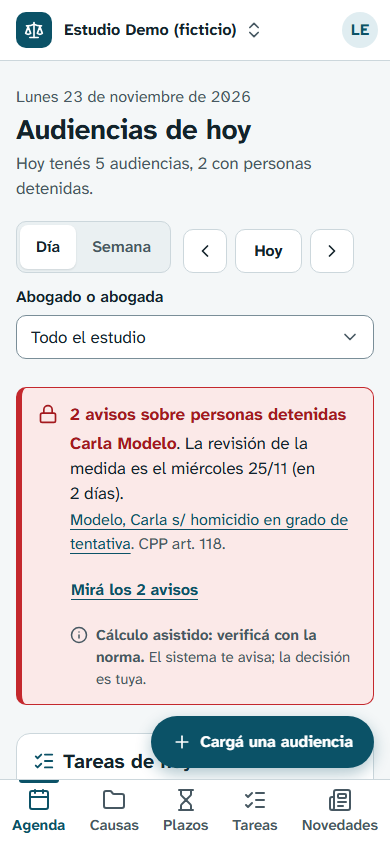 Estudio Demo (ficticio)
LE
Lunes 23 de noviembre de 2026
Audiencias de hoy
Hoy tenés 5 audiencias, 2 con personas
detenidas.
Día
Semana
Hoy
Abogado o abogada
Todo el estudio
2 avisos sobre personas detenidas
Carla Modelo. La revisión de la
medida es el miércoles 25/11 (en
2 días).
Modelo, Carla s/ homicidio en grado de
tentativa. CPP art. 118.
Mirá los 2 avisos
Cálculo asistido: verificá con la
norma. El sistema te avisa; la decisión
es tuya.
Cargá una audiencia
Tareas de
Agenda
Causas
Plazos
Tareas
Novedades